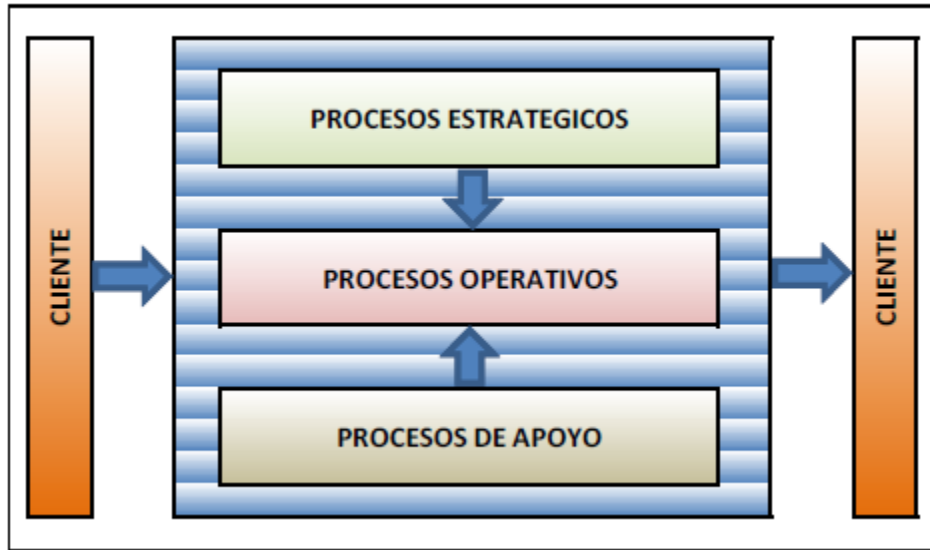 CLIENTE
PROCESOS ESTRATEGICOS
PROCESOS OPERATIVOS
PROCESOS DE APOYO
CLIENTE